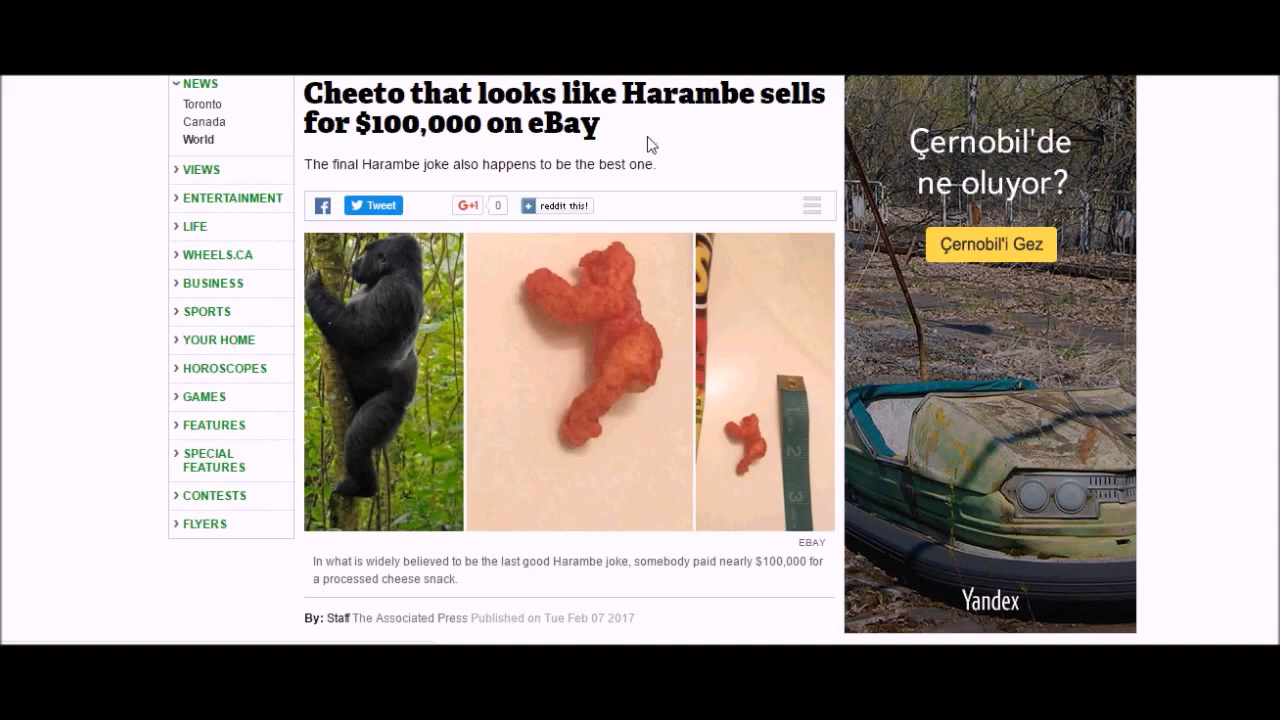 NEWS
Toronto
Canada
World
VIEWS
ENTERTAINMENT
LIFE
WHEELS.CA
BUSINESS
SPORTS
YOUR HOME
HOROSCOPES
GAMES
FEATURES
SPECIAL
FEATURES
CONTESTS
FLYERS
Cheeto that looks like Harambe sells
for $100,000 on eBay
The final Harambe joke also happens to be the best one.
Tweet
G+1
0
reddit this!
S
1
2
3
EBAY
In what is widely believed to be the last good Harambe joke, somebody paid nearly $100,000 for
a processed cheese snack.
By: Staff The Associated Press Published on Tue Feb 07 2017
Çernobil'de
ne oluyor?
Çernobil'i Gez
Yandex